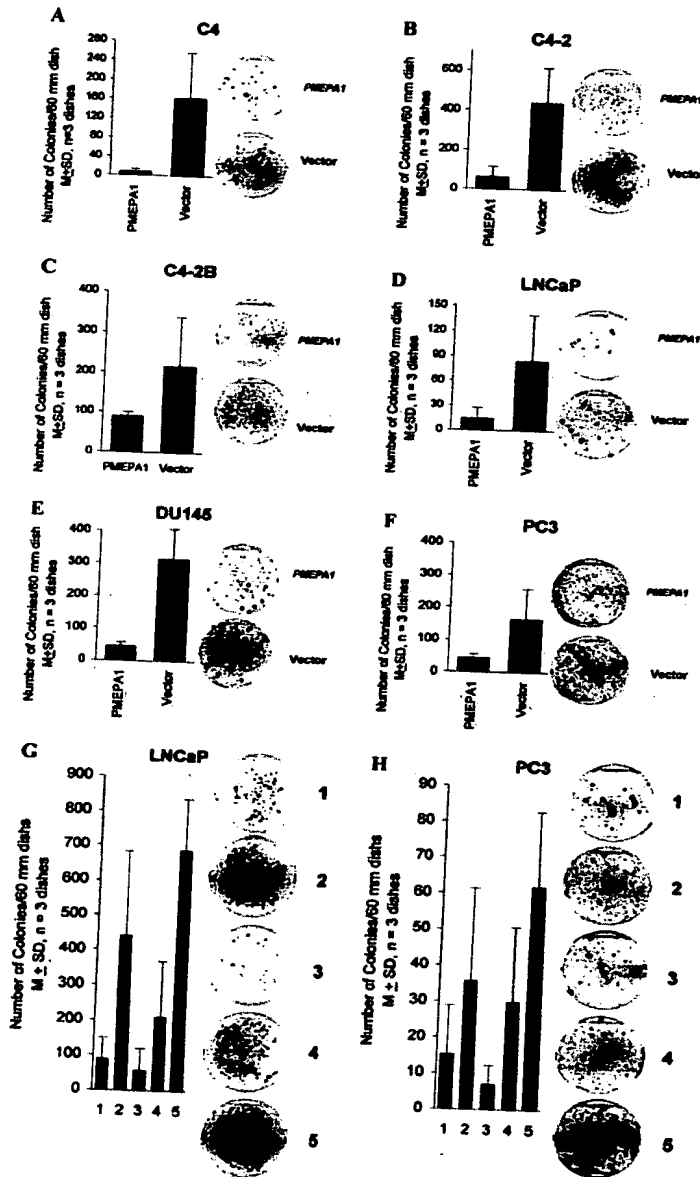 A
C4
Number of Colonies/60 mm dish
M±SD, n=3 dishes
280
240
200
160
120
80
40
0
PMEPA1
Vector
PMEPA1
Vector
B
C4-2
Number of Colonies/60 mm dish
M±SD, n = 3 dishes
600
400
200
0
PMEPA1
Vector
PMEPA1
Vector
C
C4-2B
Number of Colonies/60 mm dish
M±SD, n = 3 dishes
400
300
200
100
0
PMEPA1
Vector
PMEPA1
Vector
D
LNCaP
Number of Colonies/60 mm dish
M±SD, n = 3 dishes
150
120
90
60
30
0
PMEPA1
Vector
PMEPA1
Vector
E
DU145
Number of Colonies/60 mm dish
M±SD, n = 3 dishes
400
300
200
100
0
PMEPA1
Vector
PMEPA1
Vector
F
PC3
Number of Colonies/60 mm dish
M±SD, n = 3 dishes
400
300
200
100
0
PMEPA1
Vector
PMEPA1
Vector
G
LNCaP
Number of Colonies/60 mm dishs
M ± SD, n = 3 dishes
900
800
700
600
500
400
300
200
100
0
1 2 3 4 5
1
2
3
4
5
H
PC3
Number of Colonies/60 mm dishs
M ± SD, n = 3 dishes
90
80
70
60
50
40
30
20
10
0
1 2 3 4 5
1
2
3
4
5